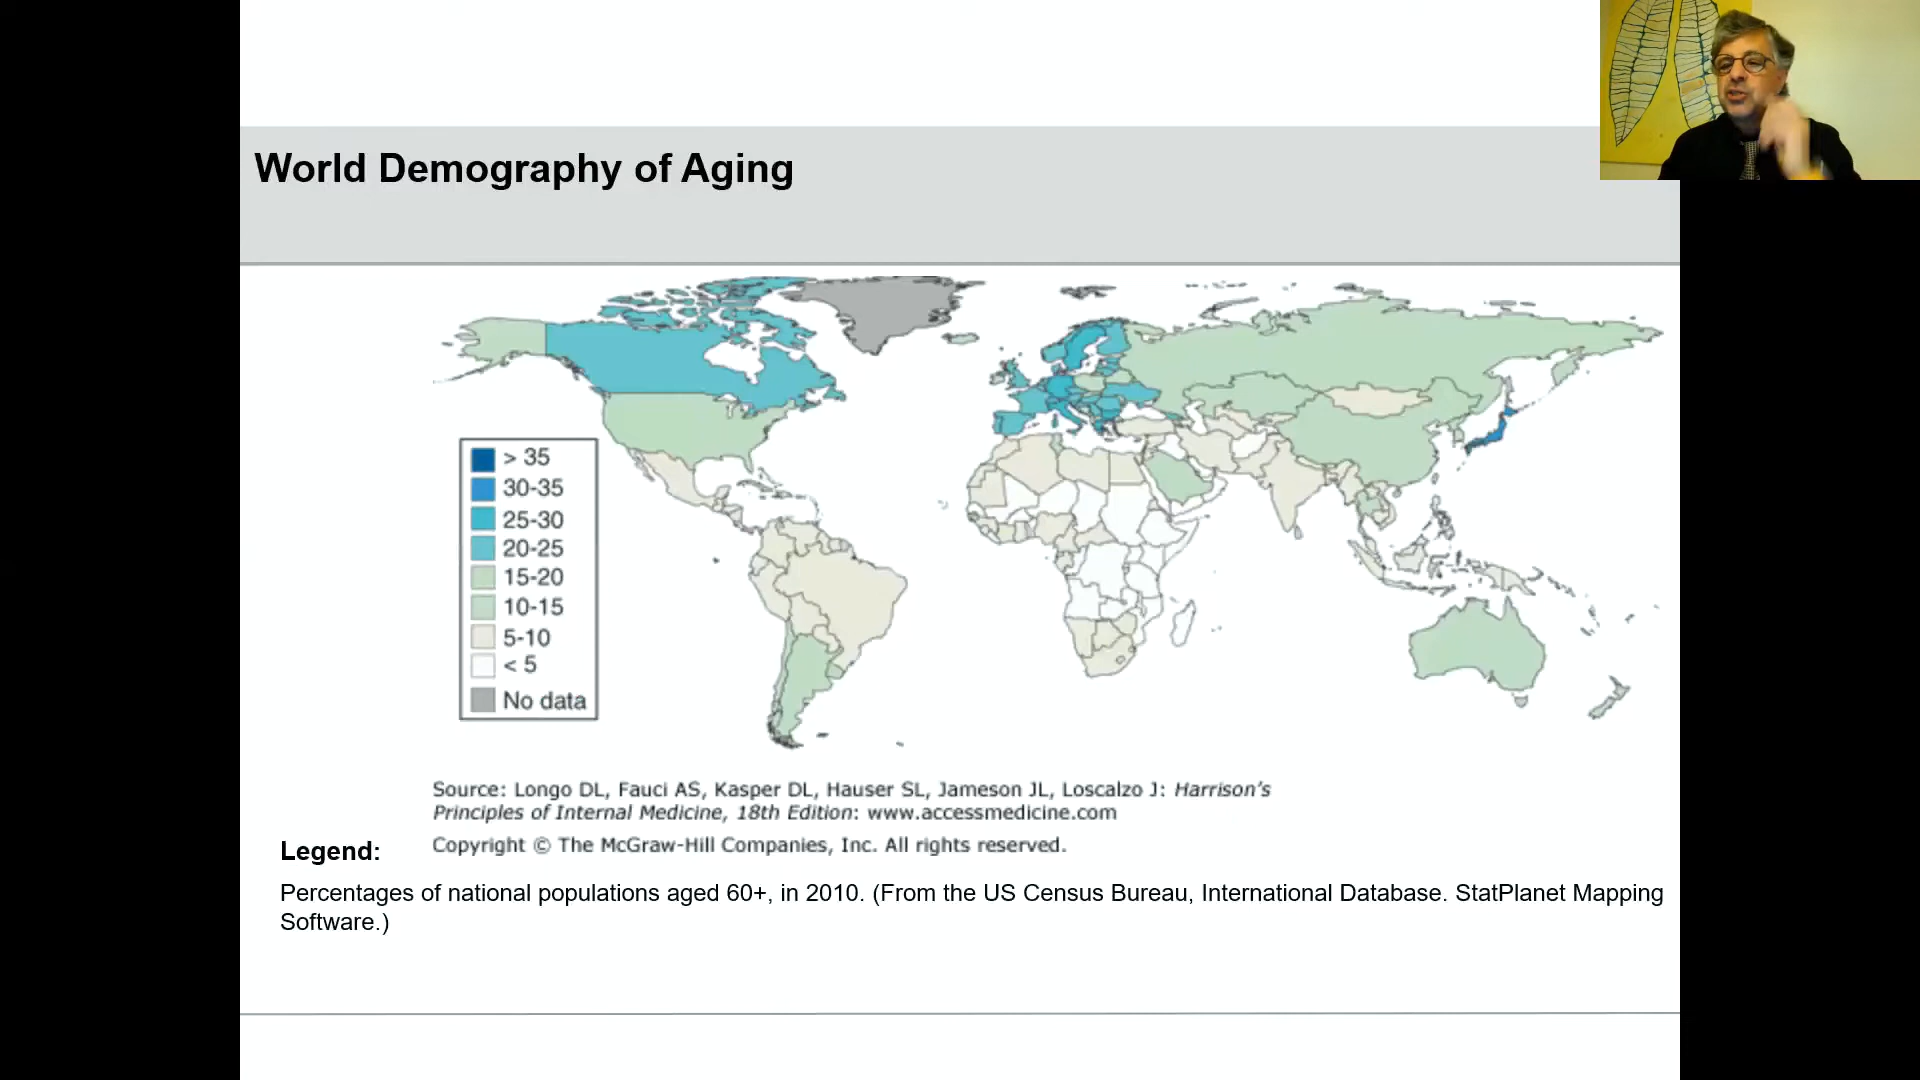 World Demography of Aging
> 35
30-35
25-30
20-25
15-20
10-15
5-10
< 5
No data
Source: Longo DL, Fauci AS, Kasper DL, Hauser SL, Jameson JL, Loscalzo J: Harrison's
Principles of Internal Medicine, 18th Edition: www.accessmedicine.com
Copyright © The McGraw-Hill Companies, Inc. All rights reserved.
Legend:
Percentages of national populations aged 60+, in 2010. (From the US Census Bureau, International Database. StatPlanet Mapping
Software.)